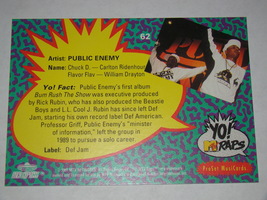 62
Artist: PUBLIC ENEMY
Name: Chuck D. — Carlton Ridenhour
Flavor Flav — William Drayton
Yo! Fact: Public Enemy's first album
Bum Rush The Show was executive produced
by Rick Rubin, who has also produced the Beastie
Boys and L.L. Cool J. Rubin has since left Def
Jam, starting his own record label Def American.
Professor Griff, Public Enemy's "minister
of information," left the group in
1989 to pursue a solo career.
Label: Def Jam
YO!
MTV RAPS
ProSet MusiCards